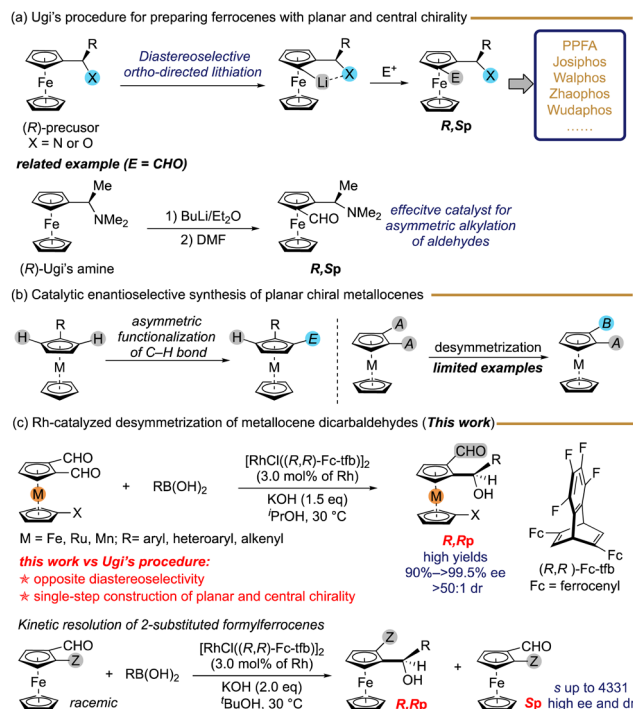 (a) Ugi's procedure for preparing ferrocenes with planar and central chirality
R
Fe
X
(R)-precusor
X = N or O
Diastereoselective
ortho-directed lithiation
R
Fe
Li
X
E+
R
Fe
E
X
R,Sp
PPFA
Josiphos
Walphos
Zhaophos
Wudaphos
......
related example (E = CHO)
Me
NMe2
Fe
(R)-Ugi's amine
1) BuLi/Et2O
2) DMF
Me
NMe2
CHO
Fe
R,Sp
effecitve catalyst for
asymmetric alkylation
of aldehydes
(b) Catalytic enantioselective synthesis of planar chiral metallocenes
H
R
H
M
asymmetric
functionalization
of C–H bond
H
R
E
M
A
A
M
desymmetrization
limited examples
B
A
M
(c) Rh-catalyzed desymmetrization of metallocene dicarbaldehydes (This work)
CHO
CHO
M
X
+
RB(OH)2
[RhCl((R,R)-Fc-tfb)]2
(3.0 mol% of Rh)
KOH (1.5 eq)
iPrOH, 30 °C
CHO
R
H
OH
M
X
R,Rp
high yields
90%–>99.5% ee
>50:1 dr
F
F
F
F
Fc
Fc
(R,R )-Fc-tfb
Fc = ferrocenyl
M = Fe, Ru, Mn; R= aryl, heteroaryl, alkenyl
this work vs Ugi's procedure:
✯ opposite diastereoselectivity
✯ single-step construction of planar and central chirality
Kinetic resolution of 2-substituted formylferrocenes
CHO
Z
Fe
racemic
+
RB(OH)2
[RhCl((R,R)-Fc-tfb)]2
(3.0 mol% of Rh)
KOH (2.0 eq)
tBuOH, 30 °C
Z
R
H
OH
Fe
R,Rp
+
CHO
Z
Fe
Sp
s up to 4331
high ee and dr